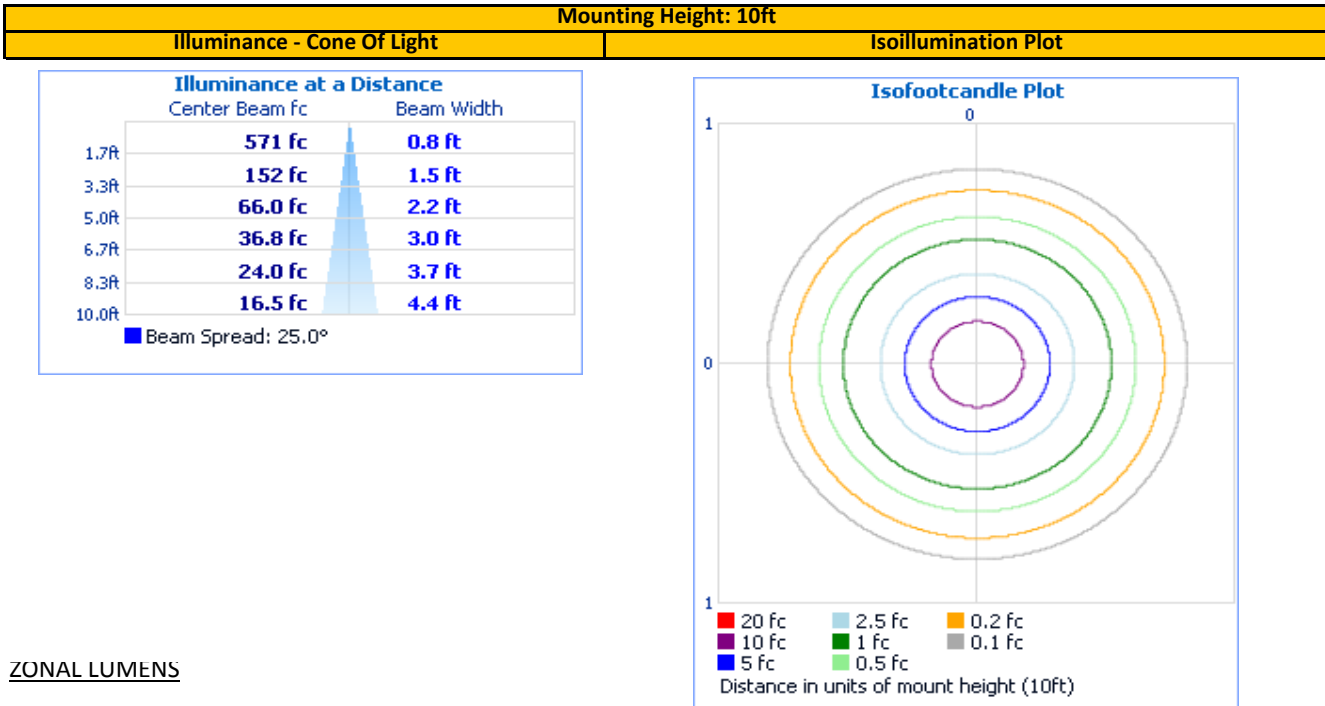 Mounting Height: 10ft
Illuminance - Cone Of Light
Isoillumination Plot
Illuminance at a Distance
Center Beam fc Beam Width
1.7ft 571 fc 0.8 ft
3.3ft 152 fc 1.5 ft
5.0ft 66.0 fc 2.2 ft
6.7ft 36.8 fc 3.0 ft
8.3ft 24.0 fc 3.7 ft
10.0ft 16.5 fc 4.4 ft
Beam Spread: 25.0°
Isofootcandle Plot
0
1
0
1
20 fc 2.5 fc 0.2 fc
10 fc 1 fc 0.1 fc
5 fc 0.5 fc
Distance in units of mount height (10ft)
ZONAL LUMENS